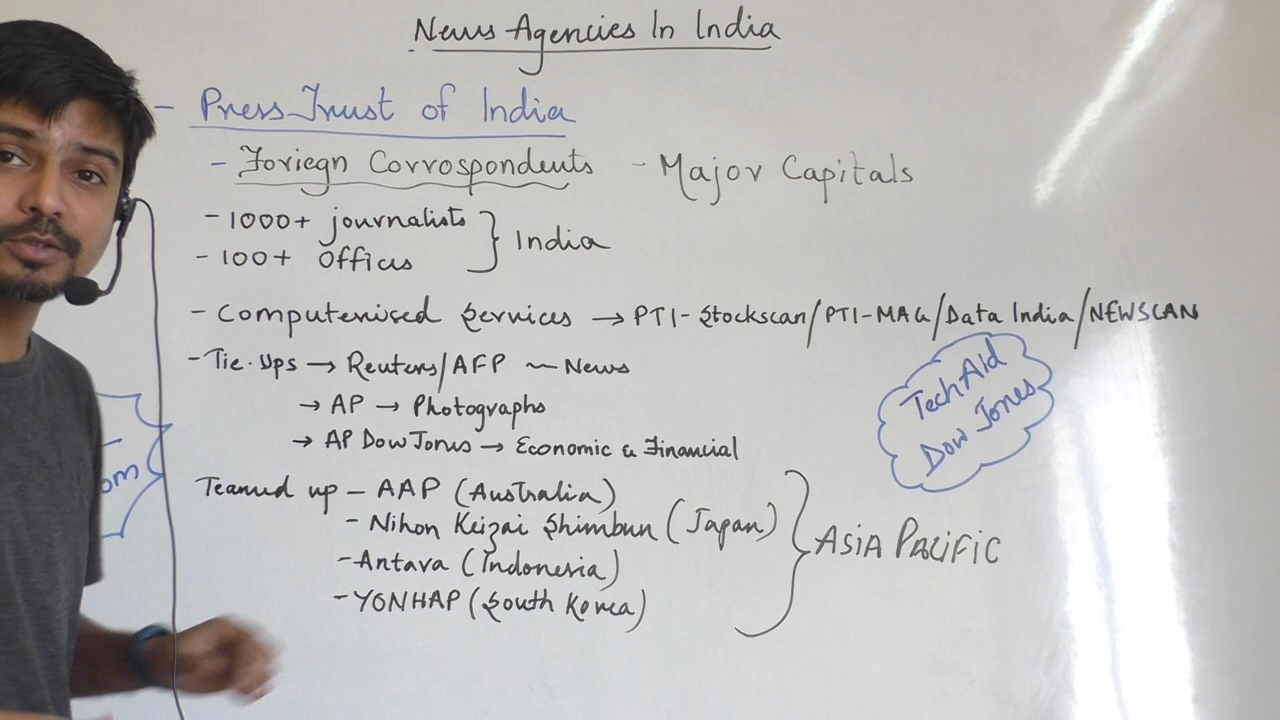 News Agencies In India
- Press Trust of India
- Foriegn Corrospondents - Major Capitals
- 1000+ journalists
- 100+ Offices
India
- Computerised Services → PTI-Stockscan/PTI-MAG/Data India/NEWSCAN
- Tie-Ups → Reuters/AFP ~ News
→ AP → Photographs
→ AP Dow Jones → Economic & Financial
Tech Aid
Dow Jones
Teamed up - AAP (Australia)
- Nihon Keizai Shimbun (Japan)
- Antara (Indonesia)
- YONHAP (South Korea)
ASIA PACIFIC
om